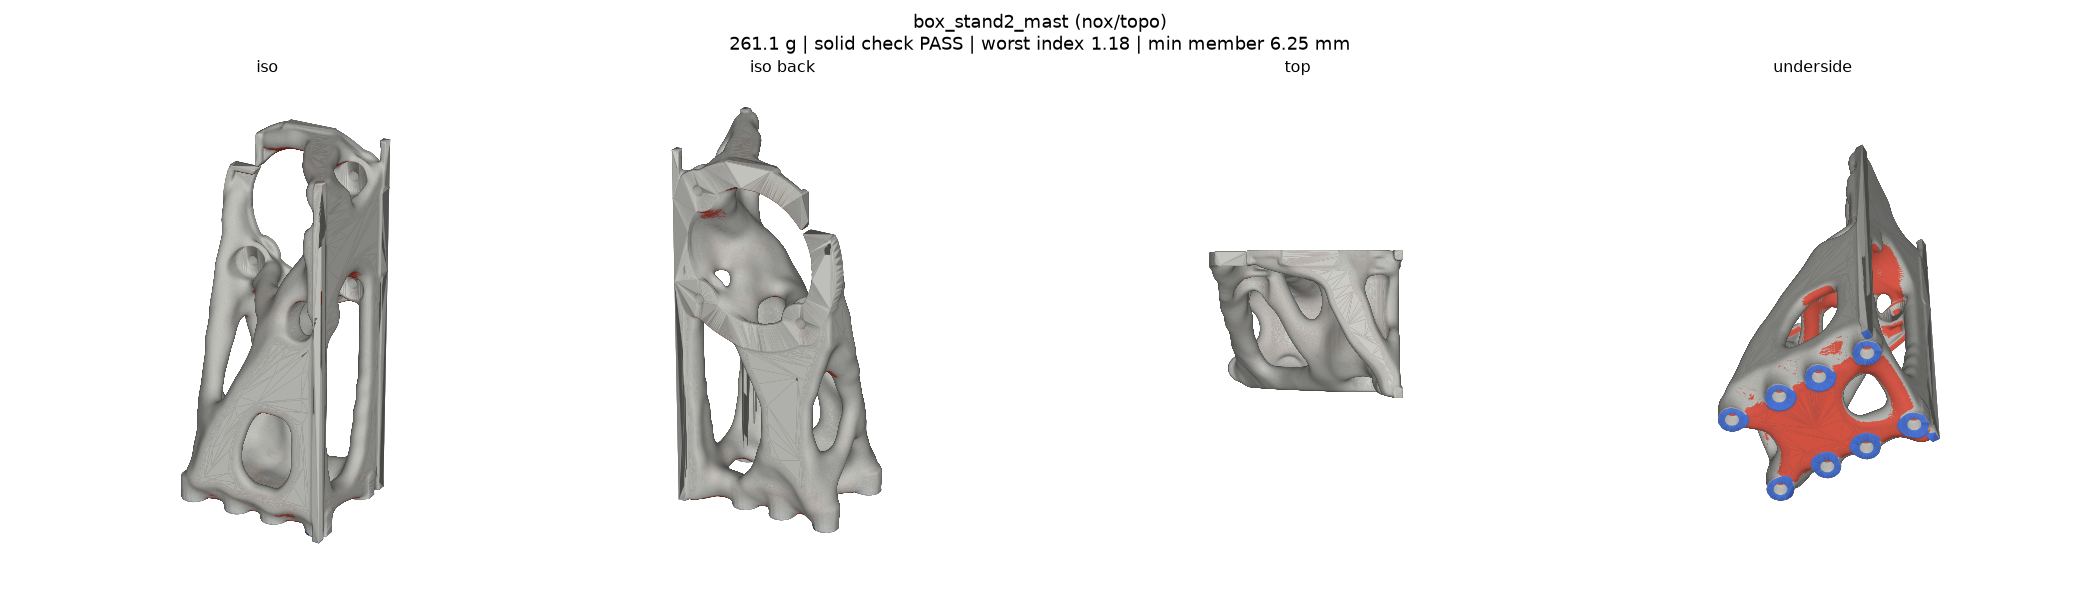 box_stand2_mast (nox/topo)
261.1 g | solid check PASS | worst index 1.18 | min member 6.25 mm
iso
iso back
top
underside